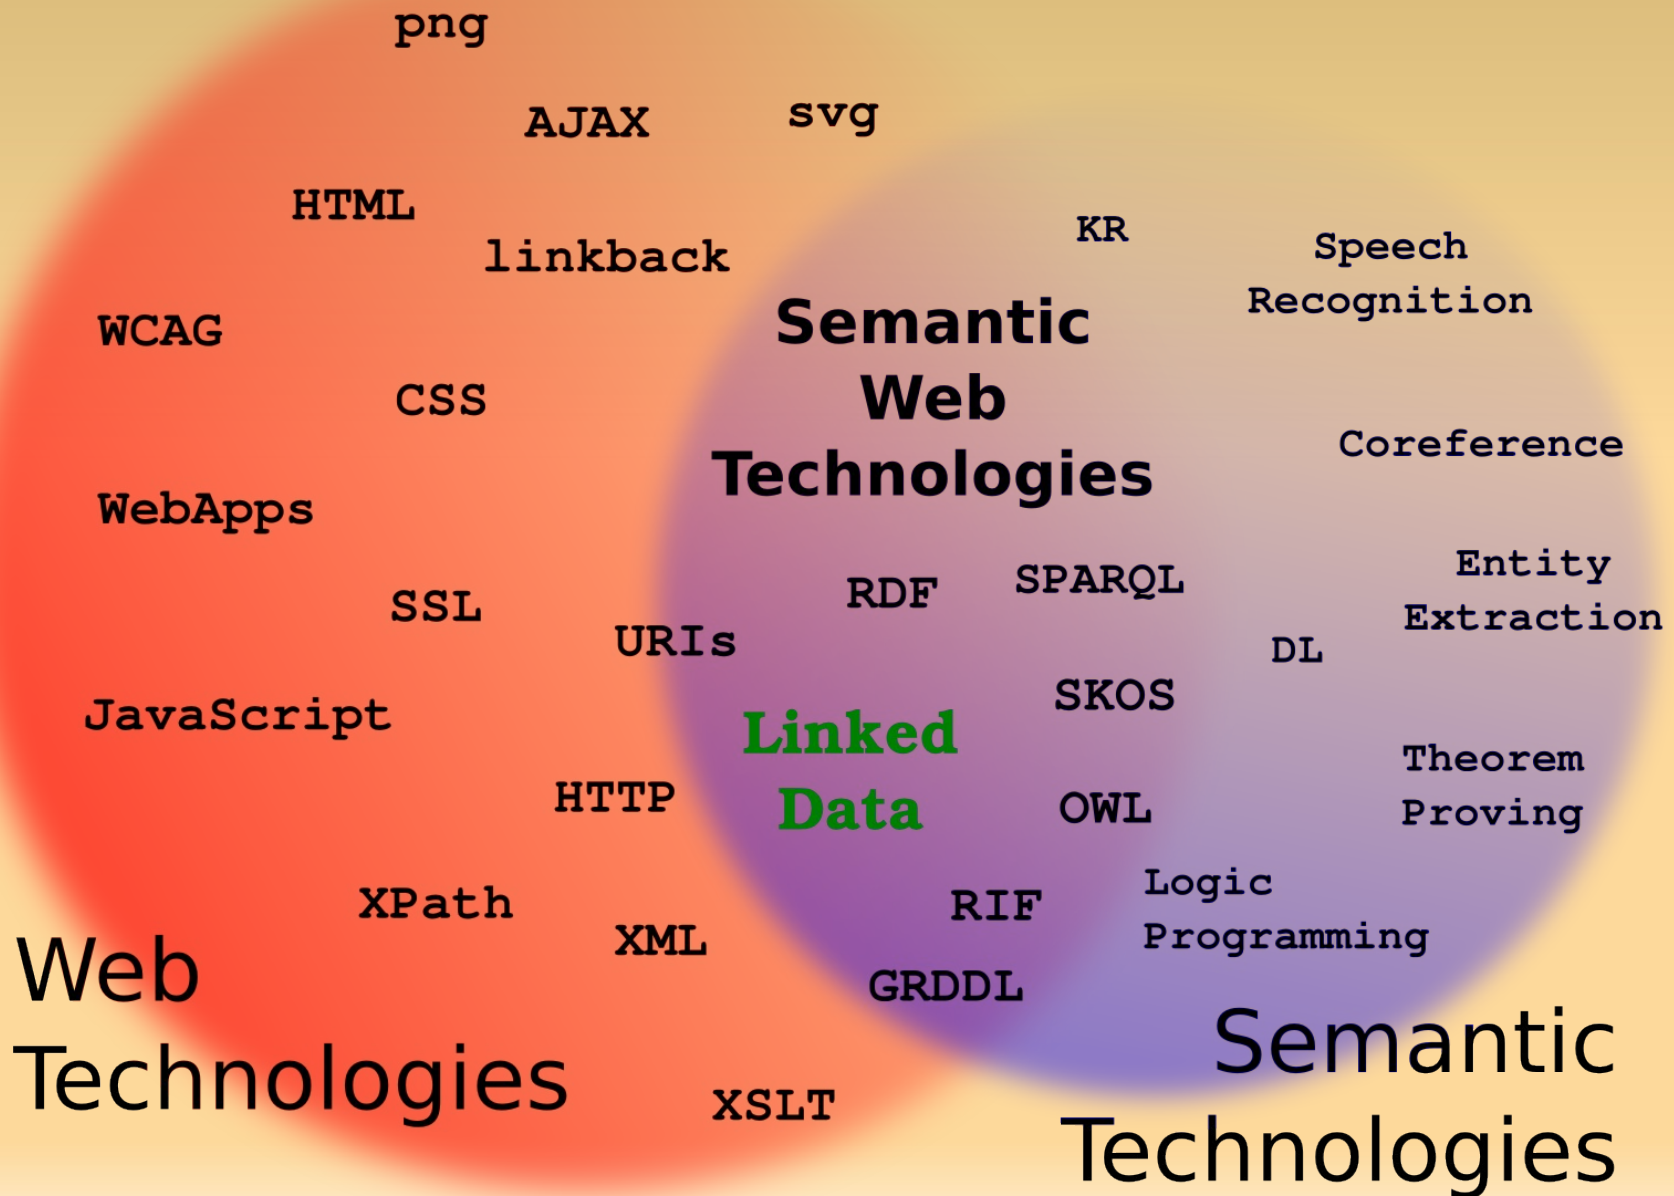 png
AJAX
svg
HTML
linkback
KR
Speech
Recognition
WCAG
Semantic
Web
Technologies
CSS
Coreference
WebApps
SSL
URIs
RDF
SPARQL
Entity
Extraction
DL
JavaScript
SKOS
Linked
Data
HTTP
OWL
Theorem
Proving
XPath
XML
RIF
Logic
Programming
GRDDL
Web
Technologies
XSLT
Semantic
Technologies